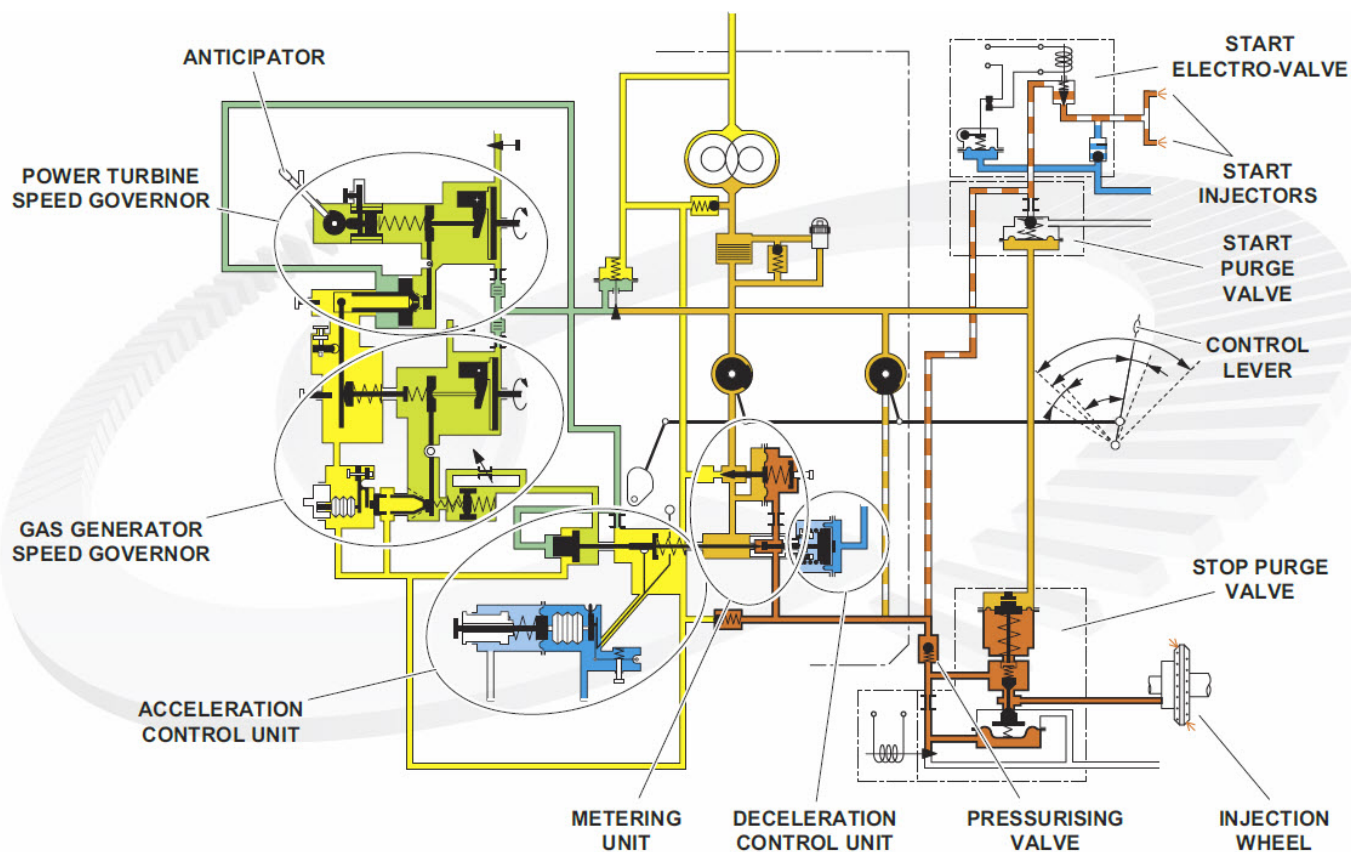 ANTICIPATOR
POWER TURBINE
SPEED GOVERNOR
GAS GENERATOR
SPEED GOVERNOR
ACCELERATION
CONTROL UNIT
METERING
UNIT
DECELERATION
CONTROL UNIT
PRESSURISING
VALVE
INJECTION
WHEEL
START
ELECTRO-VALVE
START
INJECTORS
START
PURGE
VALVE
CONTROL
LEVER
STOP PURGE
VALVE